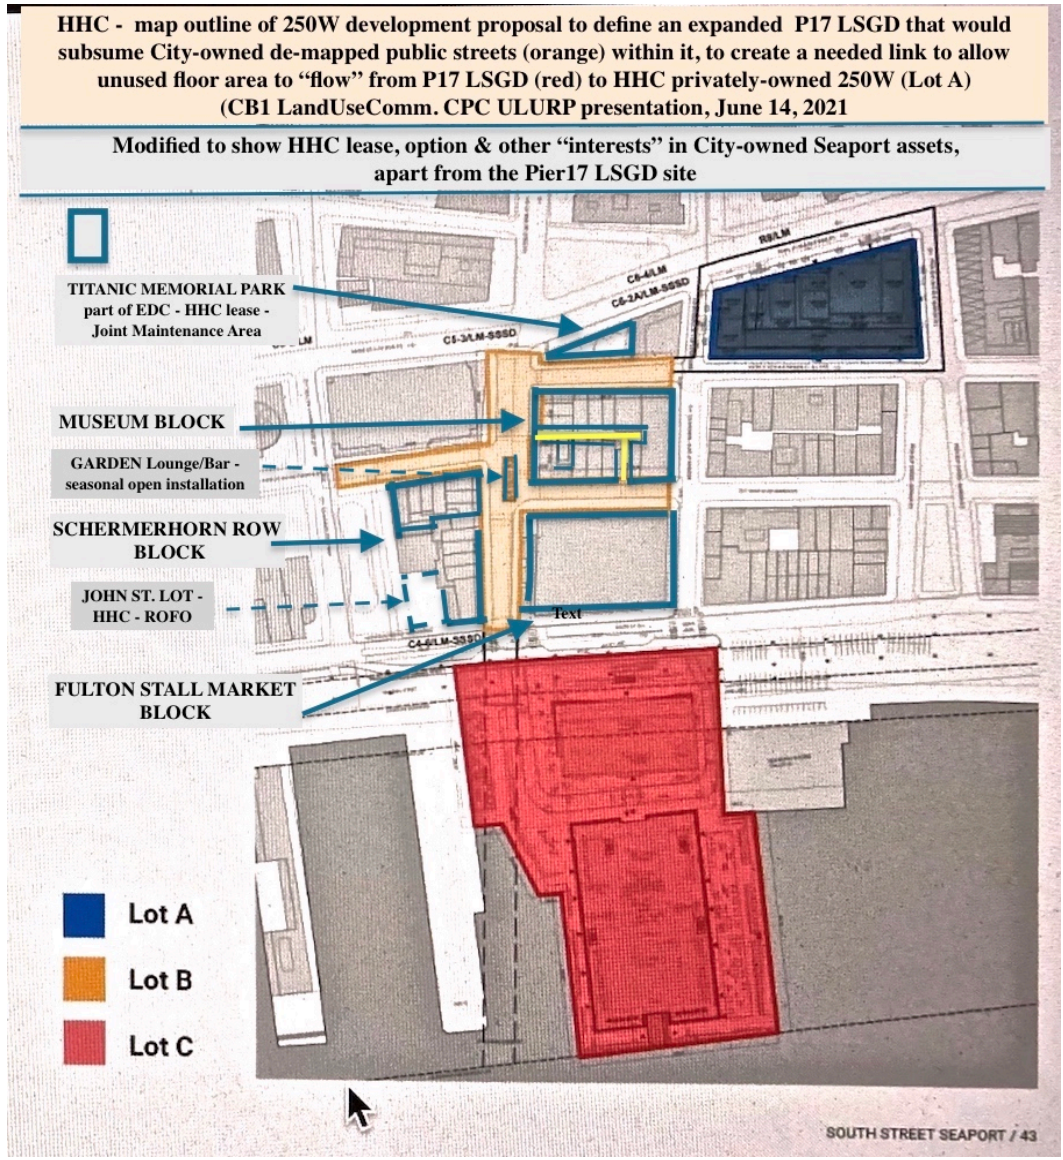 HHC -  map outline of 250W development proposal to define an expanded  P17 LSGD that would
subsume City-owned de-mapped public streets (orange) within it, to create a needed link to allow
unused floor area to “flow” from P17 LSGD (red) to HHC privately-owned 250W (Lot A)
(CB1 LandUseComm. CPC ULURP presentation, June 14, 2021
Modified to show HHC lease, option & other “interests” in City-owned Seaport assets,
apart from the Pier17 LSGD site
R8/LM
C6-4/LM
C6-2A/LM-SSSD
TITANIC MEMORIAL PARK
part of EDC - HHC lease -
Joint Maintenance Area
C5-3/LM-SSSD
MUSEUM BLOCK
GARDEN Lounge/Bar -
seasonal open installation
SCHERMERHORN ROW
BLOCK
JOHN ST. LOT -
HHC - ROFO
Text
C4-6/LM-SSSD
FULTON STALL MARKET
BLOCK
Lot A
Lot B
Lot C
SOUTH STREET SEAPORT / 43